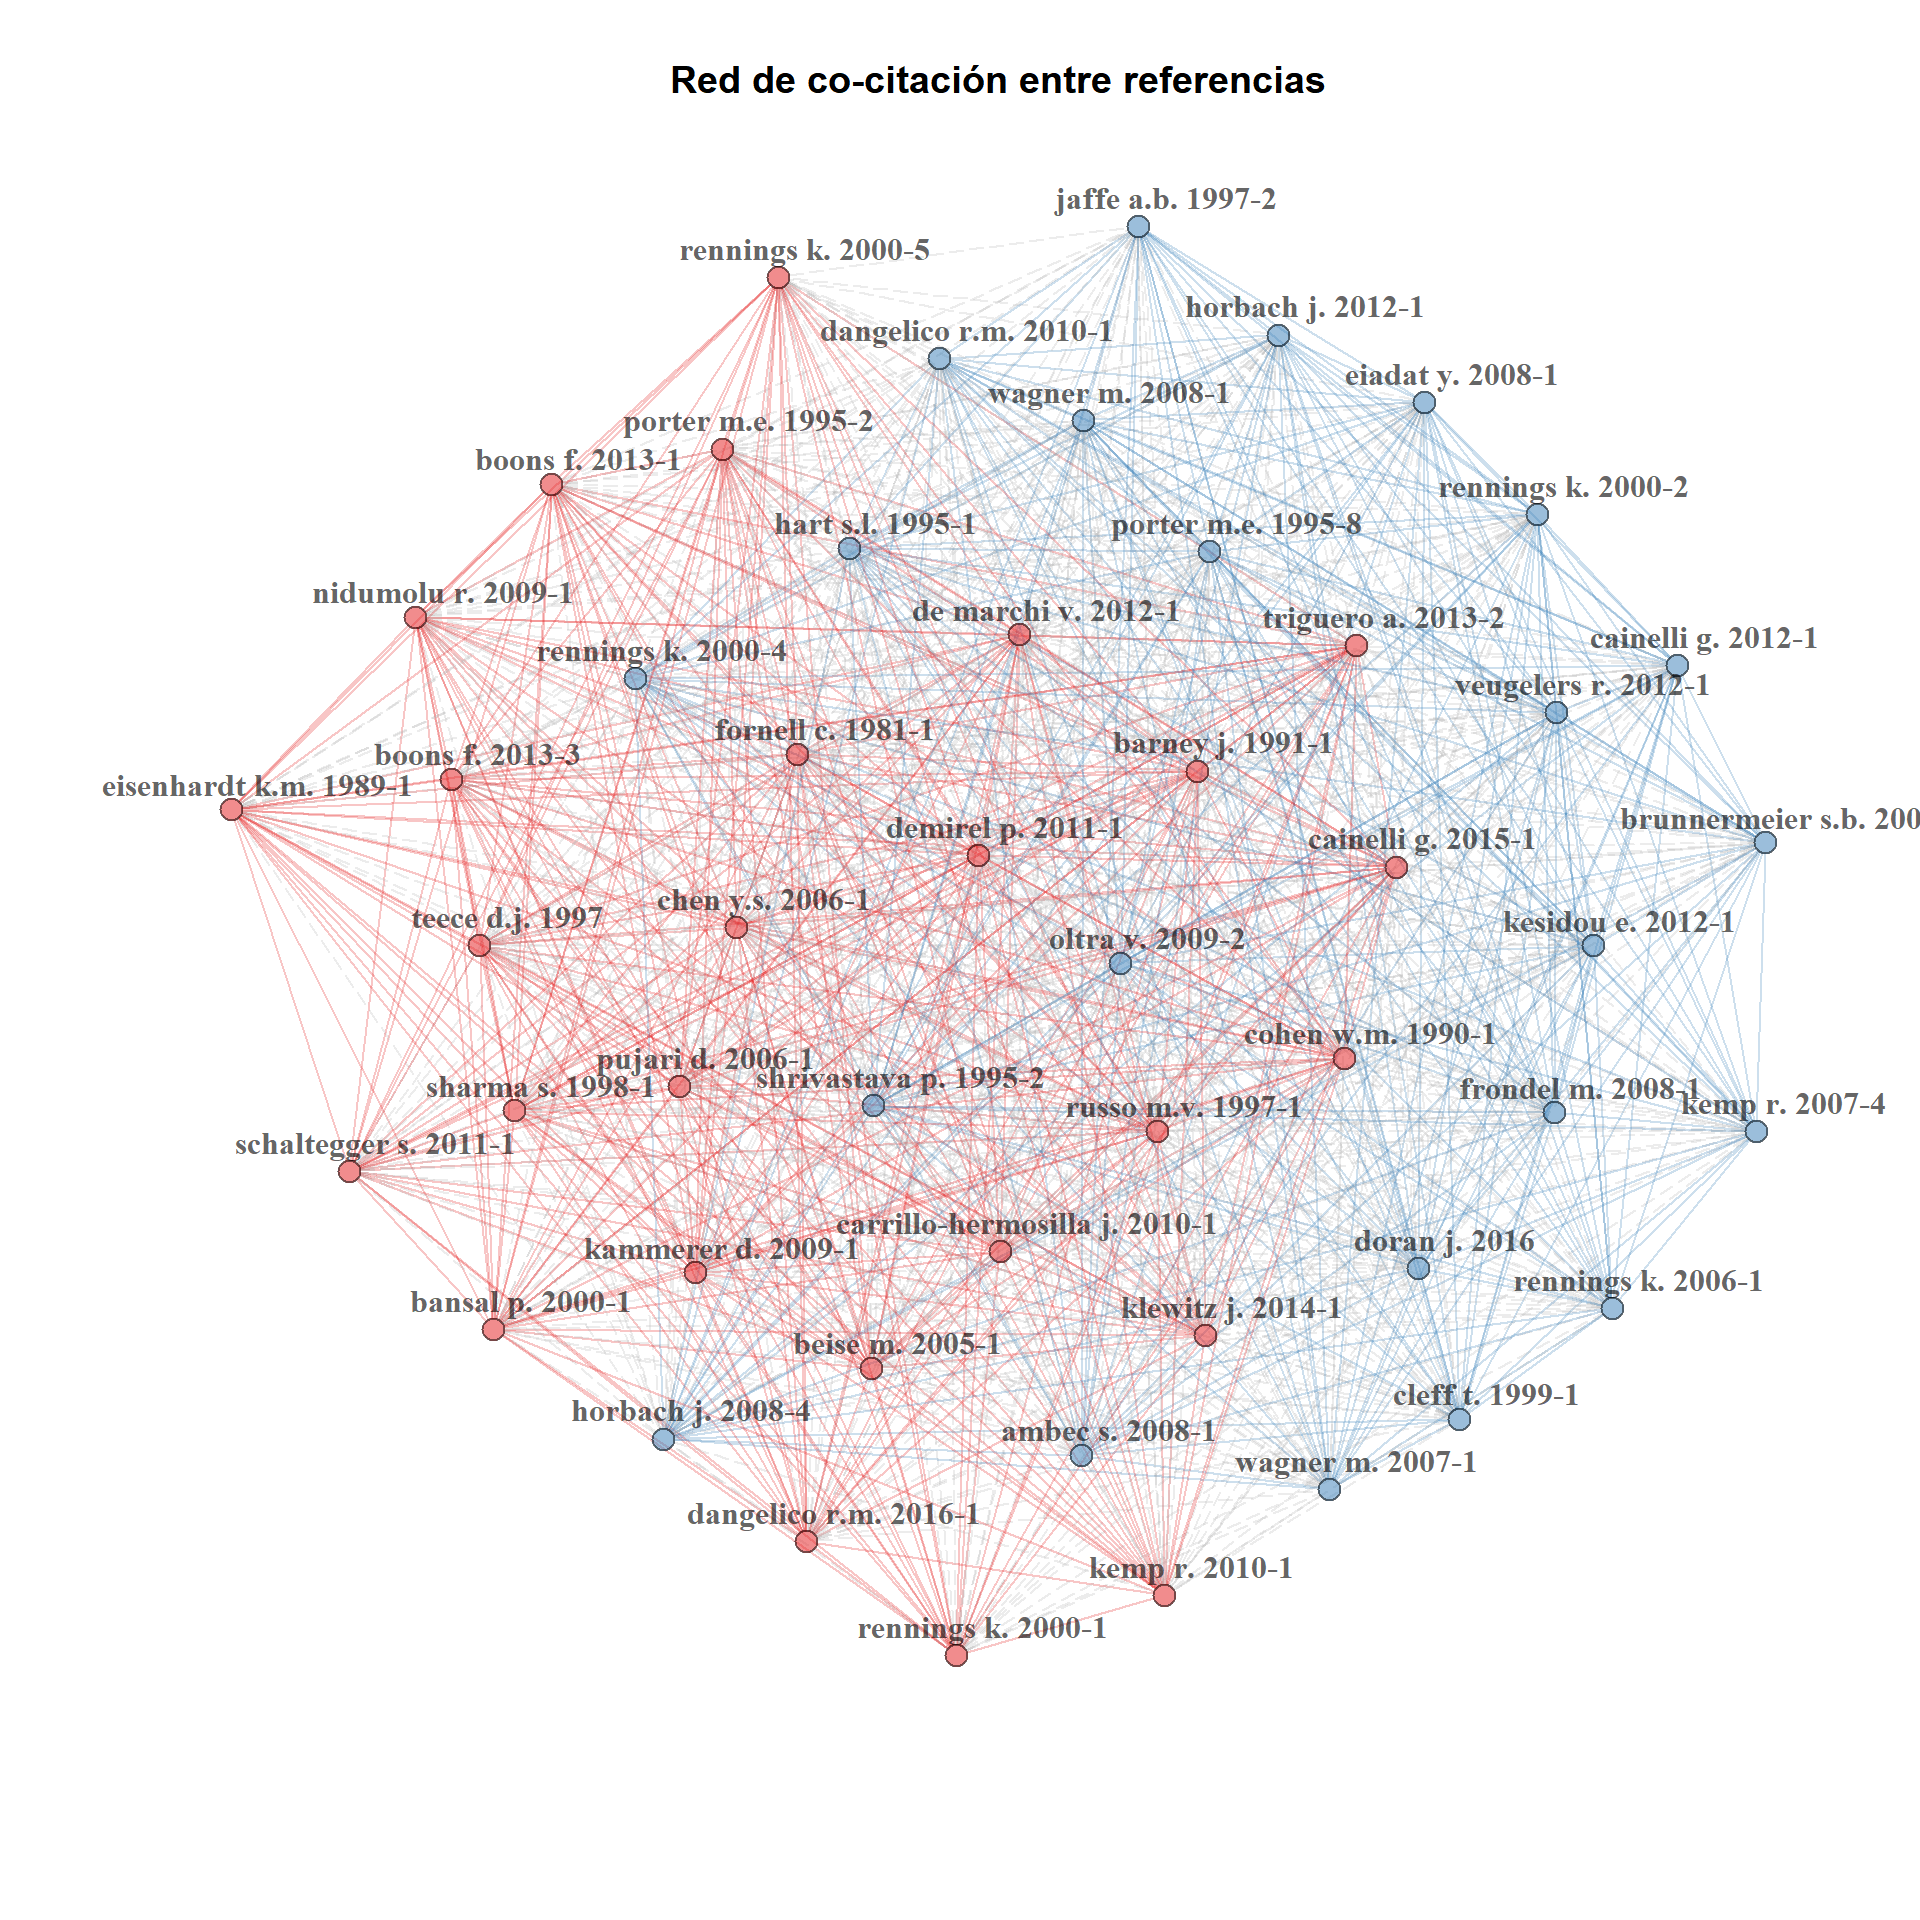 Red de co-citación entre referencias
jaffe a.b. 1997-2
rennings k. 2000-5
horbach j. 2012-1
dangelico r.m. 2010-1
eiadat y. 2008-1
wagner m. 2008-1
porter m.e. 1995-2
boons f. 2013-1
rennings k. 2000-2
hart s.l. 1995-1
porter m.e. 1995-8
nidumolu r. 2009-1
de marchi v. 2012-1
triguero a. 2013-2
cainelli g. 2012-1
rennings k. 2000-4
veugelers r. 2012-1
fornell c. 1981-1
barney j. 1991-1
boons f. 2013-3
eisenhardt k.m. 1989-1
brunnermeier s.b. 200
demirel p. 2011-1
cainelli g. 2015-1
chen y.s. 2006-1
teece d.j. 1997
kesidou e. 2012-1
oltra v. 2009-2
cohen w.m. 1990-1
pujari d. 2006-1
shrivastava p. 1995-2
sharma s. 1998-1
frondel m. 2008-1
kemp r. 2007-4
russo m.v. 1997-1
schaltegger s. 2011-1
carrillo-hermosilla j. 2010-1
doran j. 2016
kammerer d. 2009-1
rennings k. 2006-1
bansal p. 2000-1
klewitz j. 2014-1
beise m. 2005-1
cleff t. 1999-1
horbach j. 2008-4
ambec s. 2008-1
wagner m. 2007-1
dangelico r.m. 2016-1
kemp r. 2010-1
rennings k. 2000-1